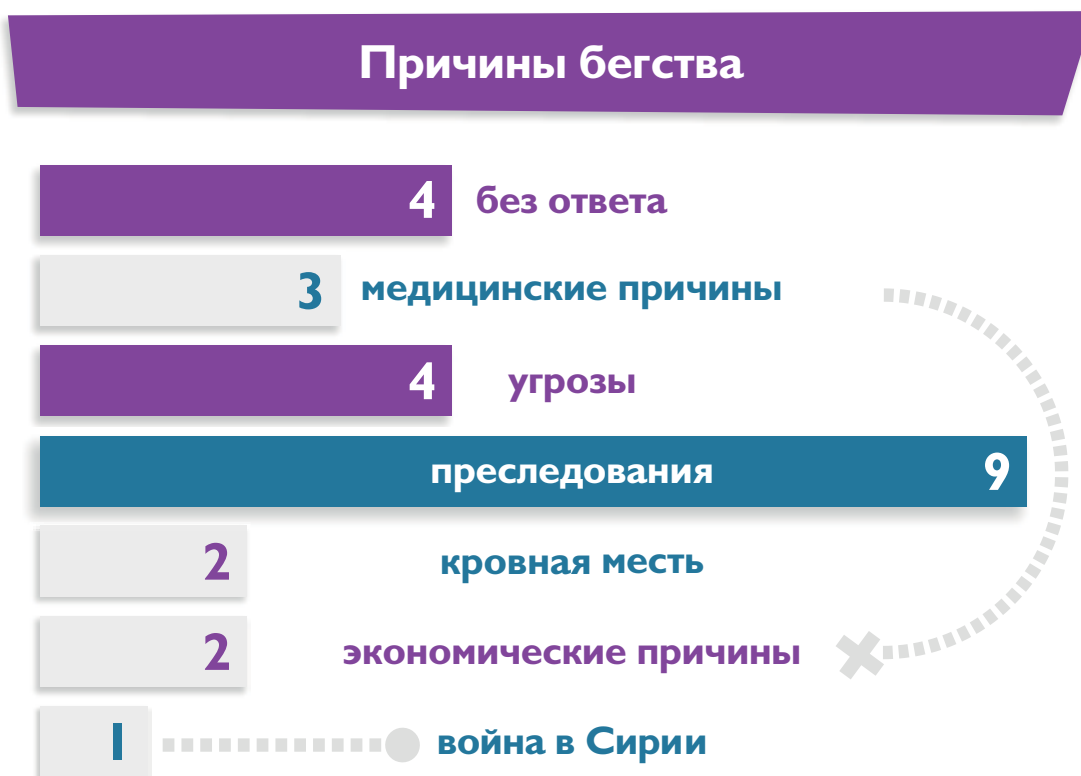 Причины бегства
4 без ответа
3 медицинские причины
4 угрозы
преследования 9
2 кровная месть
2 экономические причины
1 война в Сирии